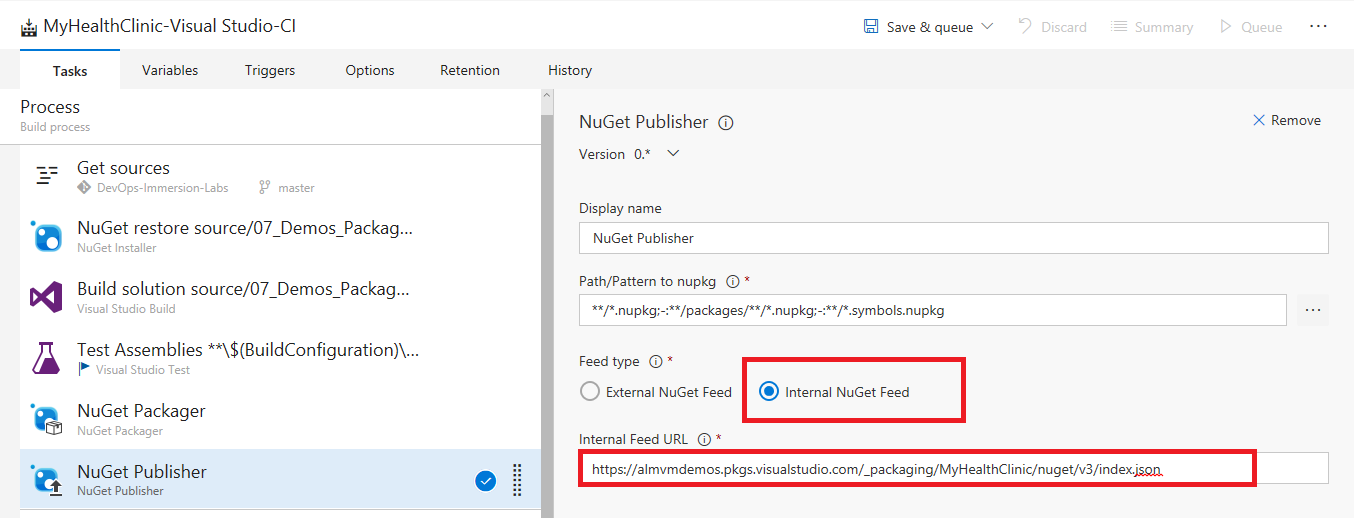 MyHealthClinic-Visual Studio-CI
Save & queue
Discard
Summary
Queue
Tasks
Variables
Triggers
Options
Retention
History
Process
Build process
Get sources
DevOps-Immersion-Labs
master
NuGet restore source/07_Demos_Packag...
NuGet Installer
Build solution source/07_Demos_Packag...
Visual Studio Build
Test Assemblies **\$(BuildConfiguration)\...
Visual Studio Test
NuGet Packager
NuGet Packager
NuGet Publisher
NuGet Publisher
NuGet Publisher
Remove
Version 0.*
Display name
NuGet Publisher
Path/Pattern to nupkg *
**/*.nupkg;-:**/packages/**/*.nupkg;-:**/*.symbols.nupkg
Feed type *
External NuGet Feed
Internal NuGet Feed
Internal Feed URL *
https://almvmdemos.pkgs.visualstudio.com/_packaging/MyHealthClinic/nuget/v3/index.json